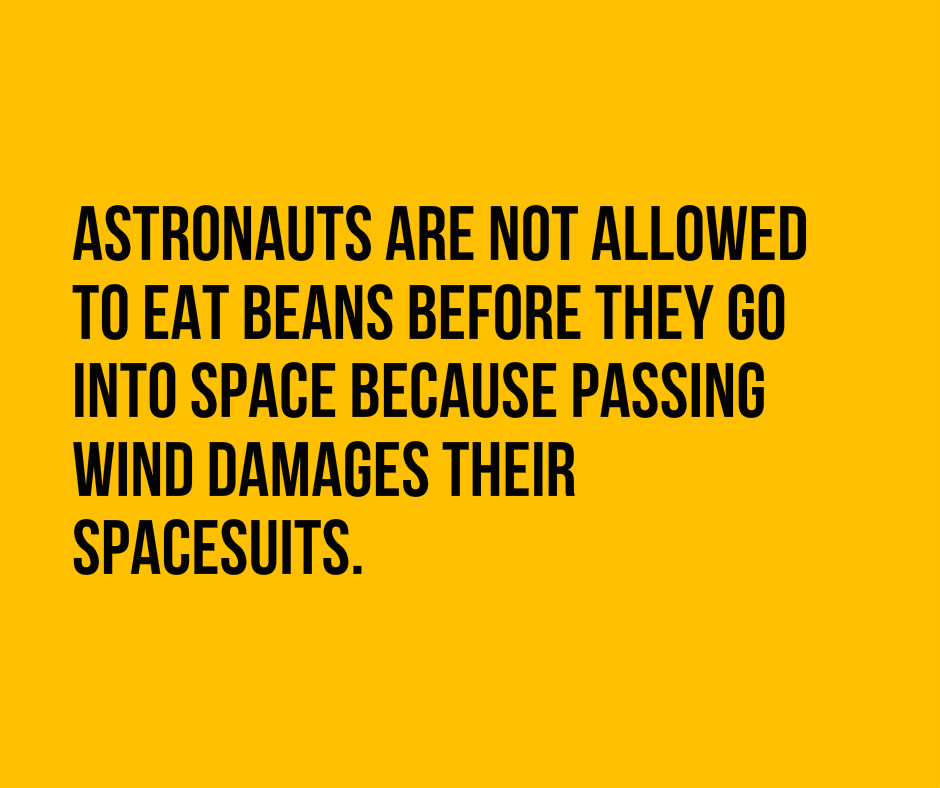 ASTRONAUTS ARE NOT ALLOWED
TO EAT BEANS BEFORE THEY GO
INTO SPACE BECAUSE PASSING
WIND DAMAGES THEIR
SPACESUITS.